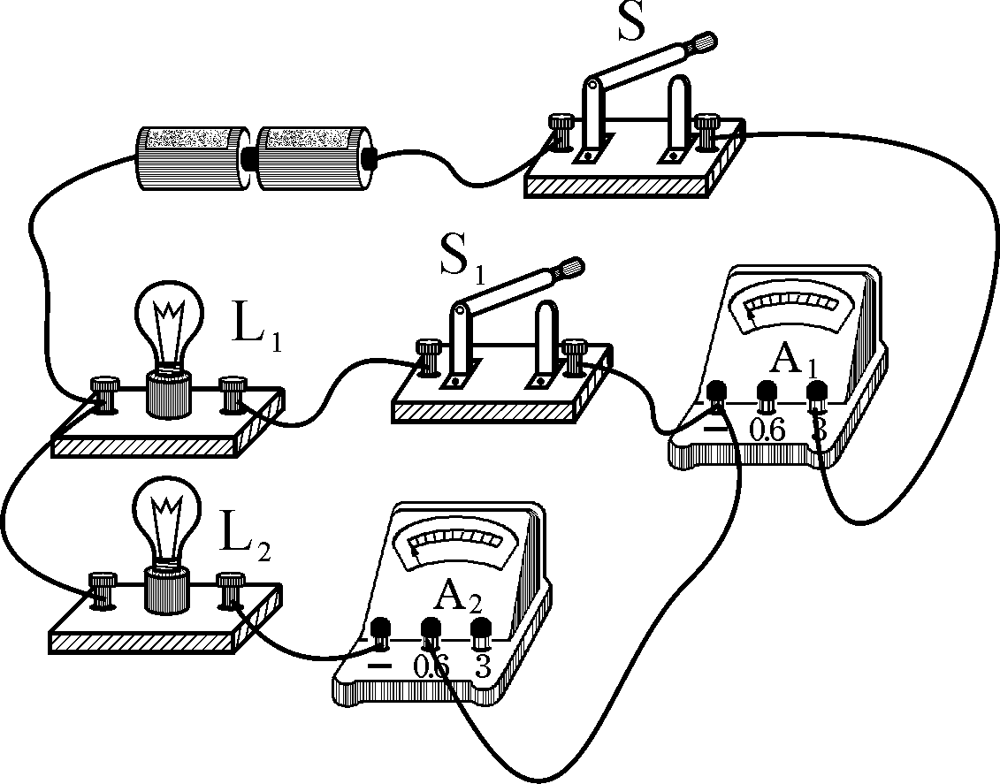 S
S₁
L₁
A₁
— 0.6 3
L₂
A₂
— 0.6 3